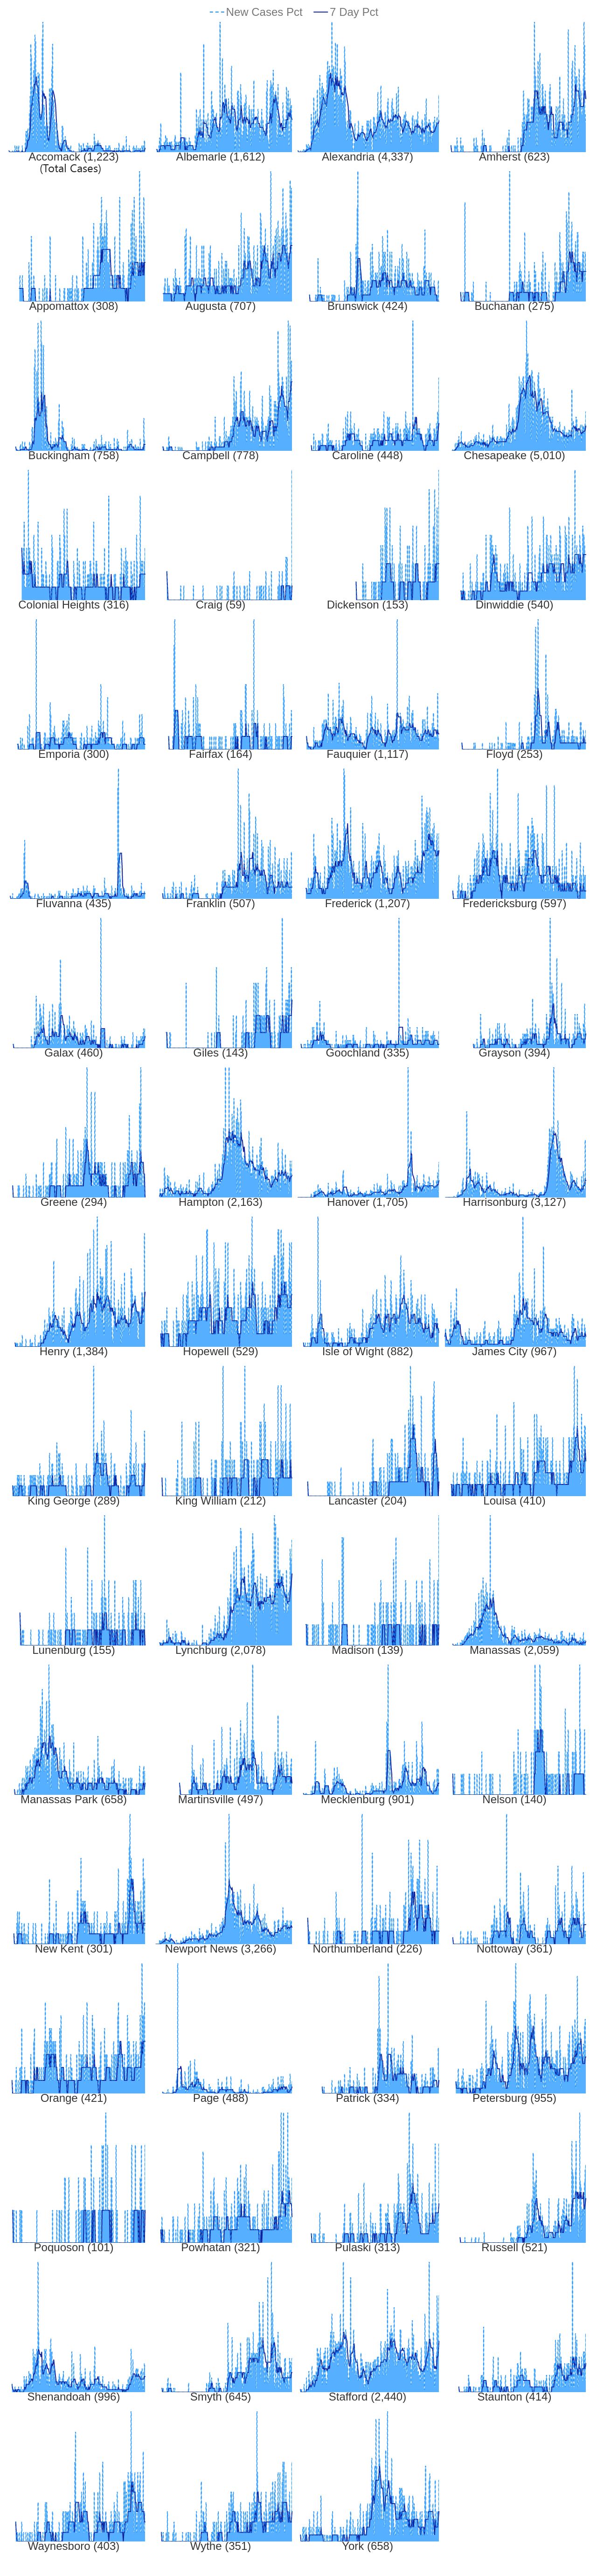 New Cases Pct 7 Day Pct
Accomack (1,223) Albemarle (1,612) Alexandria (4,337) Amherst (623)
(Total Cases)
Appomattox (308) Augusta (707) Brunswick (424) Buchanan (275)
Buckingham (758) Campbell (778) Caroline (448) Chesapeake (5,010)
Colonial Heights (316) Craig (59) Dickenson (153) Dinwiddie (540)
Emporia (300) Fairfax (164) Fauquier (1,117) Floyd (253)
Fluvanna (435) Franklin (507) Frederick (1,207) Fredericksburg (597)
Galax (460) Giles (143) Goochland (335) Grayson (394)
Greene (294) Hampton (2,163) Hanover (1,705) Harrisonburg (3,127)
Henry (1,384) Hopewell (529) Isle of Wight (882) James City (967)
King George (289) King William (212) Lancaster (204) Louisa (410)
Lunenburg (155) Lynchburg (2,078) Madison (139) Manassas (2,059)
Manassas Park (658) Martinsville (497) Mecklenburg (901) Nelson (140)
New Kent (301) Newport News (3,266) Northumberland (226) Nottoway (361)
Orange (421) Page (488) Patrick (334) Petersburg (955)
Poquoson (101) Powhatan (321) Pulaski (313) Russell (521)
Shenandoah (996) Smyth (645) Stafford (2,440) Staunton (414)
Waynesboro (403) Wythe (351) York (658)